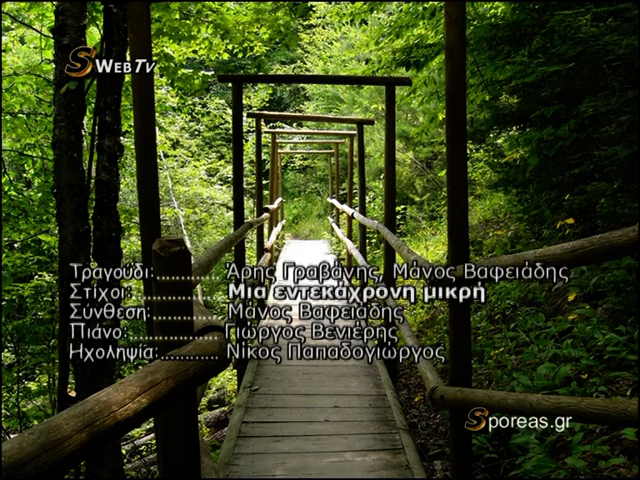 S WEBTV
Τραγούδι:............ Άρης Γραβάνης, Μάνος Βαφειάδης
Στίχοι:............... Μια εντεκάχρονη μικρή
Σύνθεση:............ Μάνος Βαφειάδης
Πιάνο:............... Γιώργος Βενιέρης
Ηχοληψία:............ Νίκος Παπαδογιώργος
Sporeas.gr